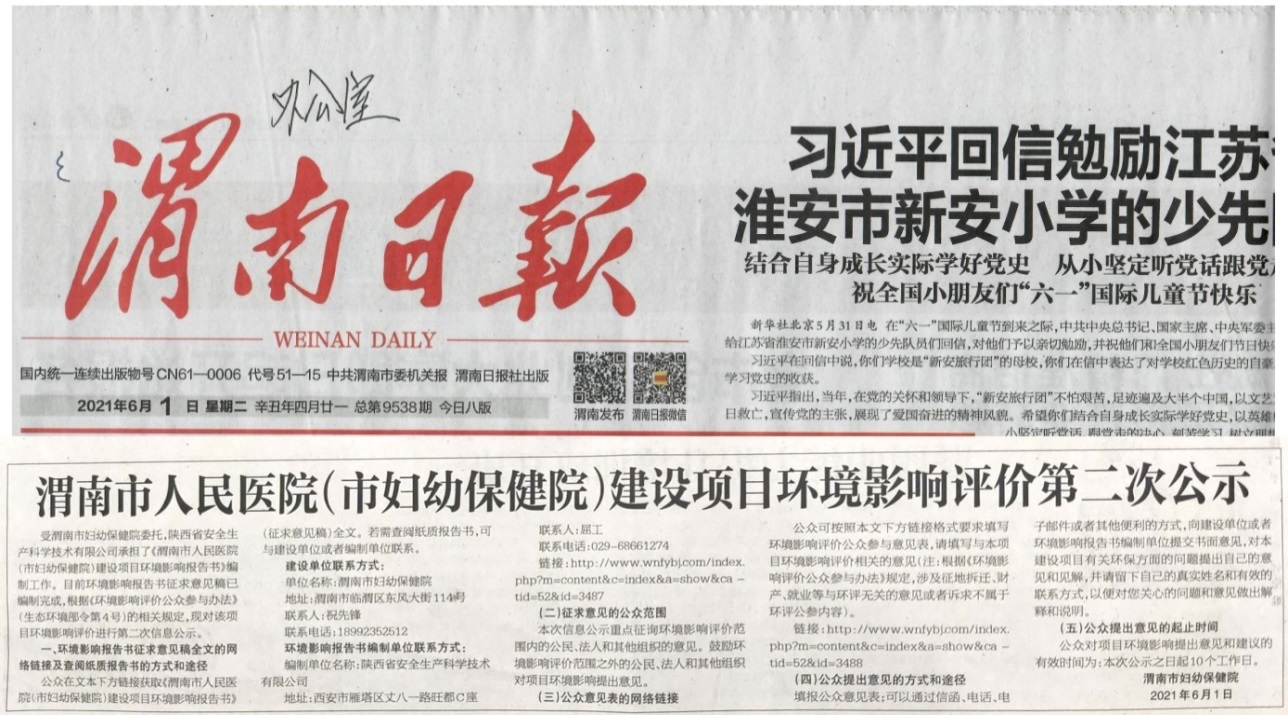 办公室
渭南日報
WEINAN DAILY
国内统一连续出版物号CN61—0006 代号51—15 中共渭南市委机关报 渭南日报社出版
2021年6月1日 星期二 辛丑年四月廿一 总第9538期 今日八版
渭南发布 渭南日报微信
习近平回信勉励江苏
淮安市新安小学的少先
结合自身成长实际学好党史 从小坚定听党话跟党
祝全国小朋友们“六一”国际儿童节快乐
新华社北京5月31日电 在“六一”国际儿童节到来之际,中共中央总书记、国家主席、中央军委主
给江苏省淮安市新安小学的少先队员们回信,对他们予以亲切勉励,并祝他们和全国小朋友们节日快
习近平在回信中说,你们学校是“新安旅行团”的母校,你们在信中表达了对学校红色历史的自豪
学习党史的收获。
习近平指出,当年,在党的关怀和领导下,“新安旅行团”不怕艰苦,足迹遍及大半个中国,以文艺
日救亡,宣传党的主张,展现了爱国奋进的精神风貌。希望你们结合自身成长实际学好党史,以英雄
小坚定听党话、跟党走的决心,刻苦学习,树立理想
渭南市人民医院(市妇幼保健院)建设项目环境影响评价第二次公示
受渭南市妇幼保健院委托,陕西省安全生
产科学技术有限公司承担了《渭南市人民医院
(市妇幼保健院)建设项目环境影响报告书》编
制工作。目前环境影响报告书征求意见稿已
编制完成,根据《环境影响评价公众参与办法》
(生态环境部令第4号)的相关规定,现对该项
目环境影响评价进行第二次信息公示。
一、环境影响报告书征求意见稿全文的网
络链接及查阅纸质报告书的方式和途径
公众在文本下方链接获取《渭南市人民医
院(市妇幼保健院)建设项目环境影响报告书》
(征求意见稿)全文。若需查阅纸质报告书,可
与建设单位或者编制单位联系。
建设单位联系方式:
单位名称:渭南市妇幼保健院
地址:渭南市临渭区东风大街114号
联系人:祝先锋
联系电话:18992352512
环境影响报告书编制单位联系方式:
编制单位名称:陕西省安全生产科学技术
有限公司
地址:西安市雁塔区丈八一路旺都C座
联系人:屈工
联系电话:029-68661274
链接:http://www.wnfybj.com/index.
php?m=content&c=index&a=show&ca-
tid=52&id=3487
(二)征求意见的公众范围
本次信息公示重点征询环境影响评价范
围内的公民、法人和其他组织的意见。鼓励环
境影响评价范围之外的公民、法人和其他组织
对项目环境影响提出意见。
(三)公众意见表的网络链接
公众可按照本文下方链接格式要求填写
环境影响评价公众参与意见表,请填写与本项
目环境影响评价相关的意见(注:根据《环境影
响评价公众参与办法》规定,涉及征地拆迁、财
产、就业等与环评无关的意见或者诉求不属于
环评公参内容)。
链接:http://www.wnfybj.com/index.
php?m=content&c=index&a=show&ca-
tid=52&id=3488
(四)公众提出意见的方式和途径
填报公众意见表;可以通过信函、电话、电
子邮件或者其他便利的方式,向建设单位或者
环境影响报告书编制单位提交书面意见,对本
建设项目有关环保方面的问题提出自己的意
见和见解,并请留下自己的真实姓名和有效的
联系方式,以便对您关心的问题和意见做出解
释和说明。
(五)公众提出意见的起止时间
公众对项目环境影响提出意见和建议的
有效时间为:本次公示之日起10个工作日。
渭南市妇幼保健院
2021年6月1日